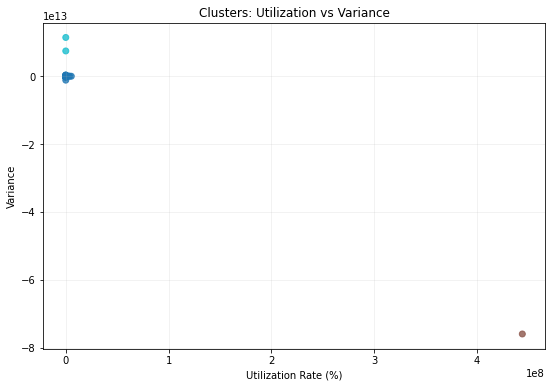 Clusters: Utilization vs Variance
1e13
0
−2
−4
−6
−8
Variance
0
1
2
3
4
1e8
Utilization Rate (%)